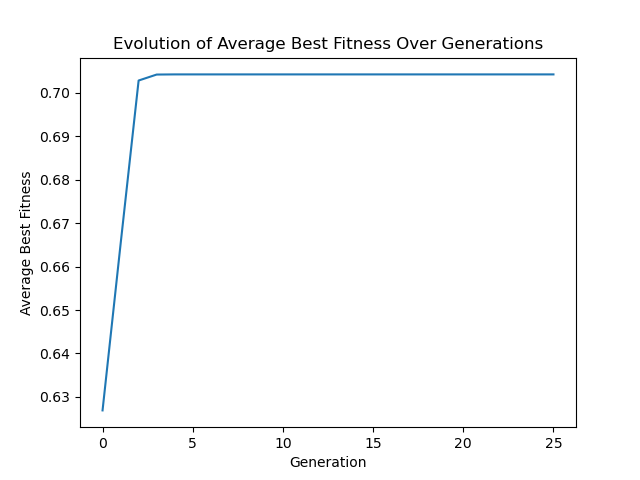 Evolution of Average Best Fitness Over Generations
0.70
0.69
0.68
0.67
0.66
0.65
0.64
0.63
Average Best Fitness
0 5 10 15 20 25
Generation